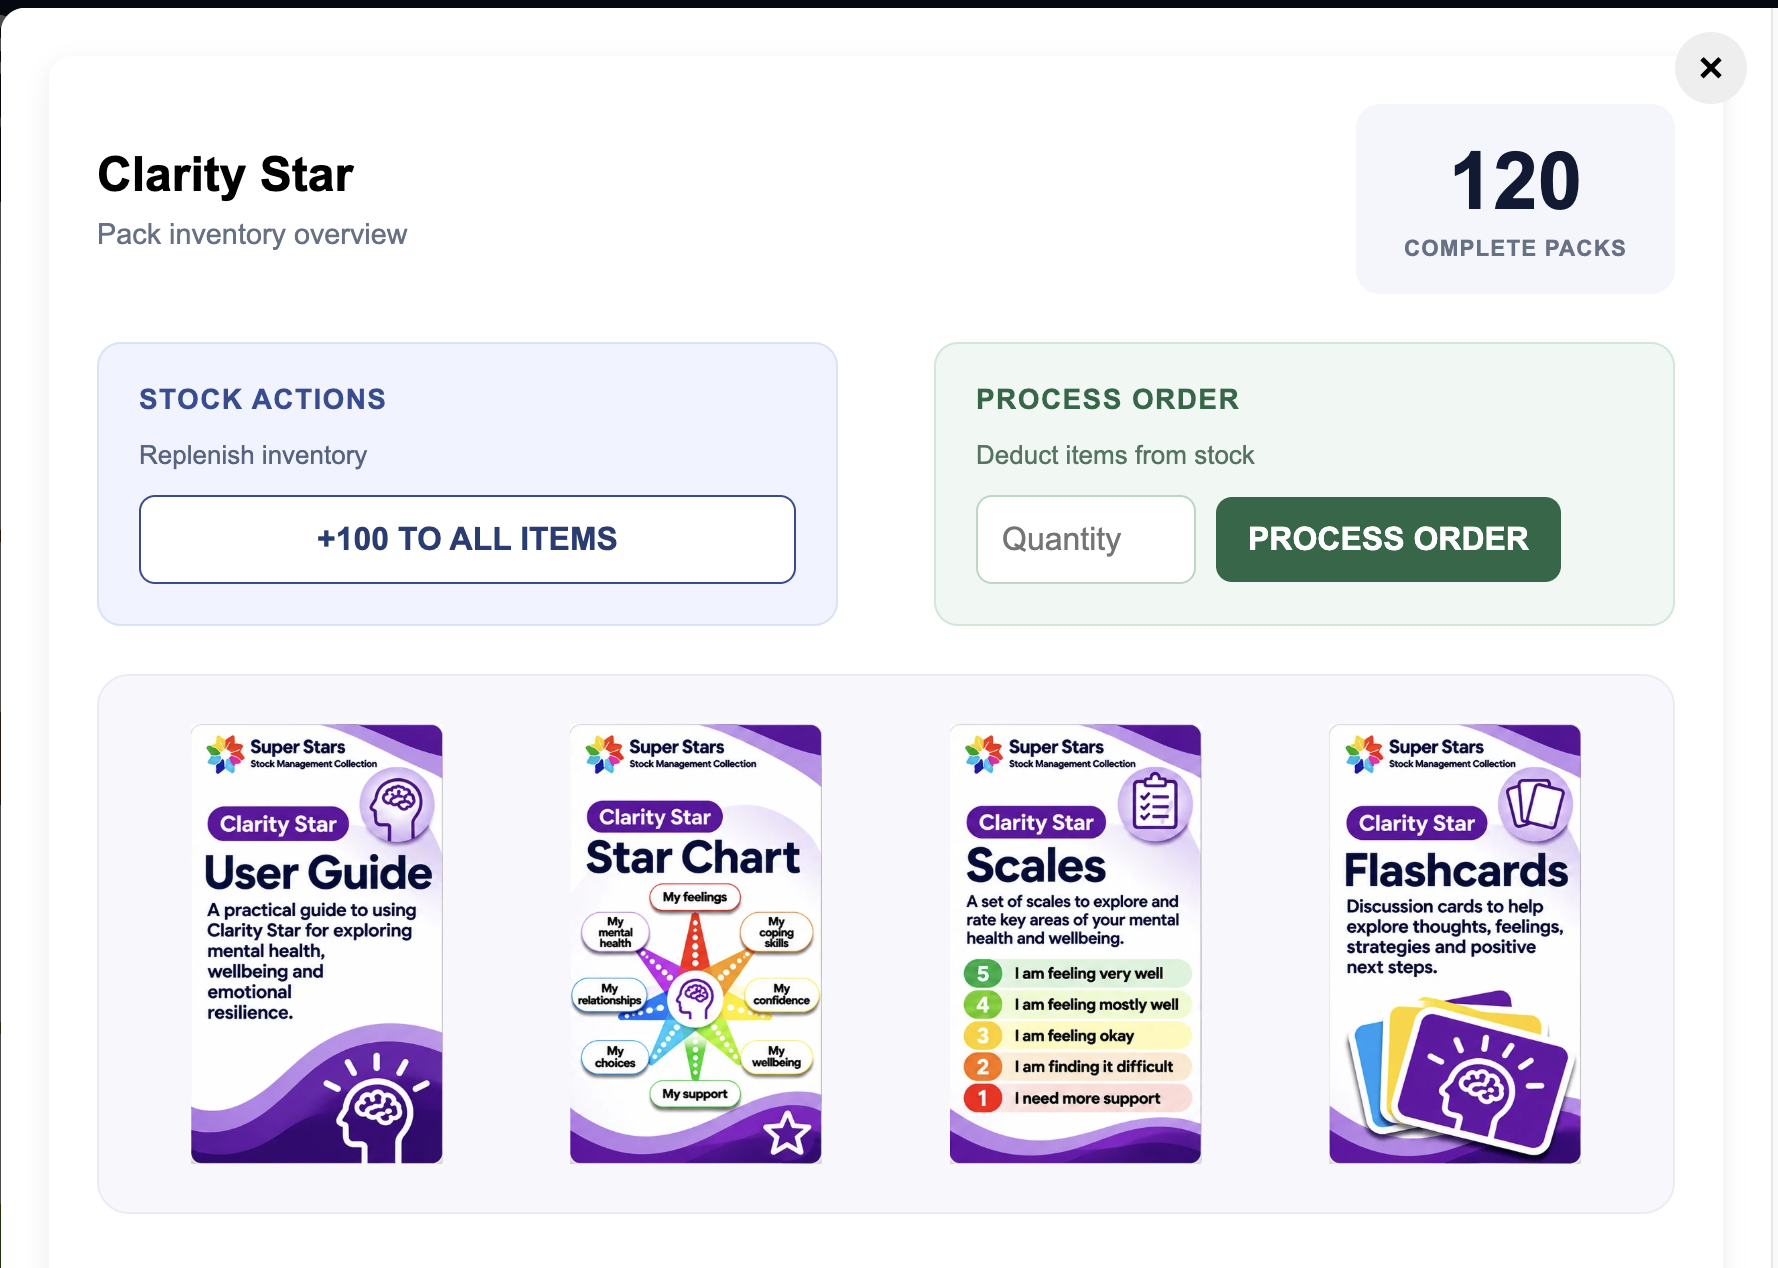 Clarity Star
Pack inventory overview
120
COMPLETE PACKS
STOCK ACTIONS
Replenish inventory
+100 TO ALL ITEMS
PROCESS ORDER
Deduct items from stock
Quantity
PROCESS ORDER
Super Stars
Stock Management Collection
Clarity Star
User Guide
A practical guide to using
Clarity Star for exploring
mental health,
wellbeing and
emotional
resilience.
Super Stars
Stock Management Collection
Clarity Star
Star Chart
My feelings
My
mental
health
My
coping
skills
My
relationships
My
confidence
My
choices
My
wellbeing
My support
Super Stars
Stock Management Collection
Clarity Star
Scales
A set of scales to explore and
rate key areas of your mental
health and wellbeing.
5 I am feeling very well
4 I am feeling mostly well
3 I am feeling okay
2 I am finding it difficult
1 I need more support
Super Stars
Stock Management Collection
Clarity Star
Flashcards
Discussion cards to help
explore thoughts, feelings,
strategies and positive
next steps.